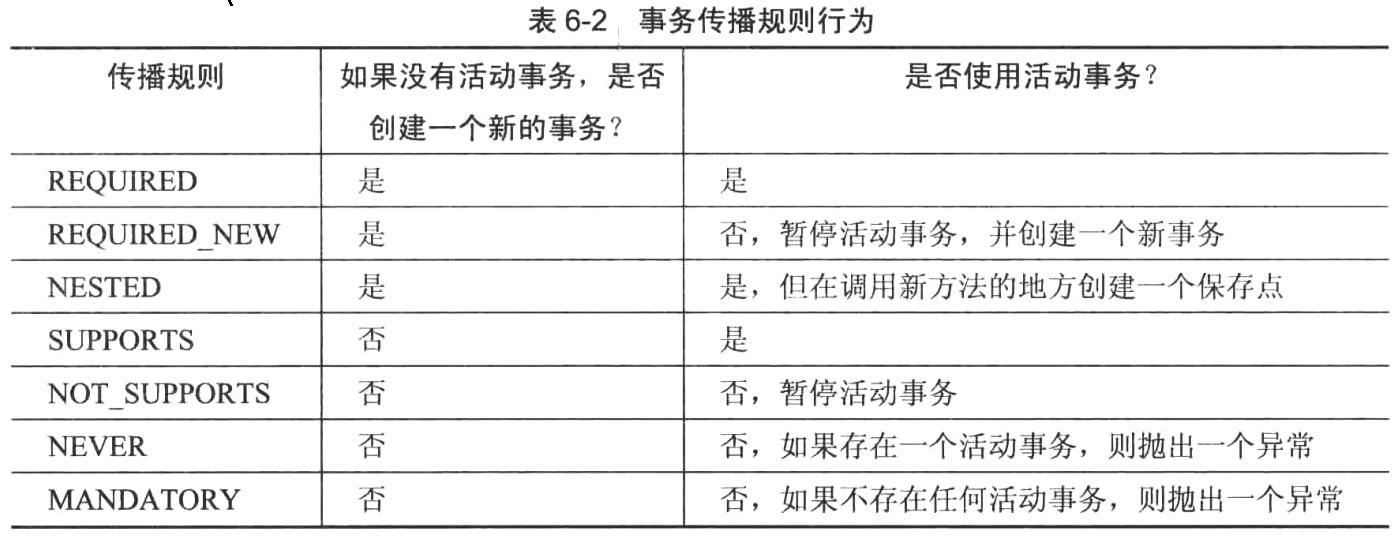 表 6-2 事务传播规则行为
传播规则 如果没有活动事务，是否 是否使用活动事务？
创建一个新的事务？
REQUIRED 是 是
REQUIRED_NEW 是 否，暂停活动事务，并创建一个新事务
NESTED 是 是，但在调用新方法的地方创建一个保存点
SUPPORTS 否 是
NOT_SUPPORTS 否 否，暂停活动事务
NEVER 否 否，如果存在一个活动事务，则抛出一个异常
MANDATORY 否 否，如果不存在任何活动事务，则抛出一个异常